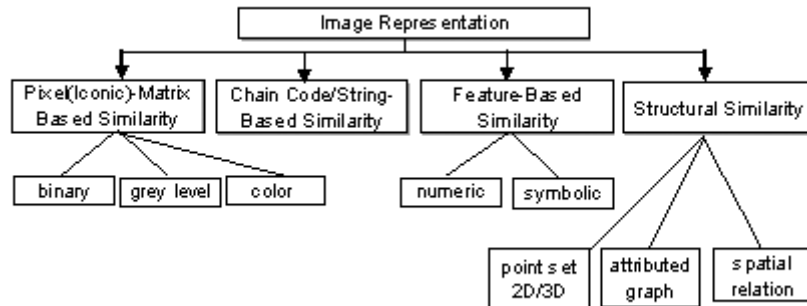 Image Representation
Pixel(Iconic)-Matrix
Based Similarity
Chain Code/String-
Based Similarity
Feature-Based
Similarity
Structural Similarity
binary
grey level
color
numeric
symbolic
point set
2D/3D
attributed
graph
spatial
relation